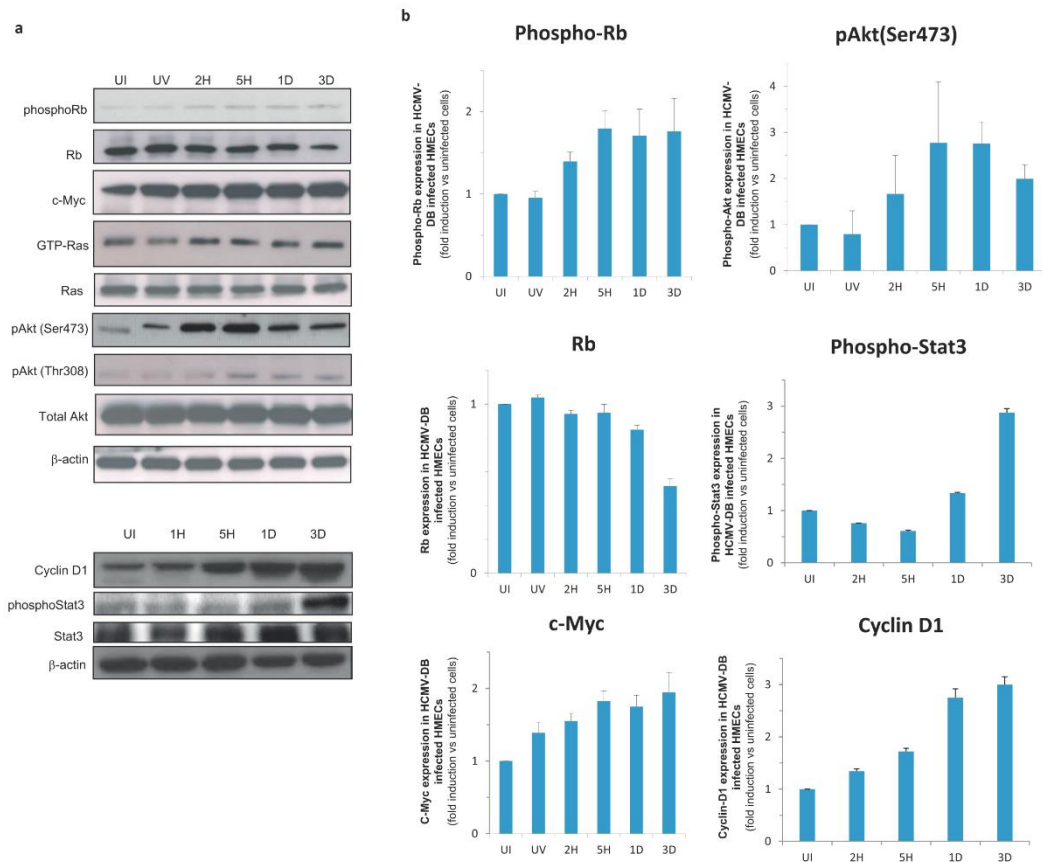 a
UI UV 2H 5H 1D 3D
phosphoRb
Rb
c-Myc
GTP-Ras
Ras
pAkt (Ser473)
pAkt (Thr308)
Total Akt
β-actin
UI 1H 5H 1D 3D
Cyclin D1
phosphoStat3
Stat3
β-actin
b
Phospho-Rb
Phospho-Rb expression in HCMV-
DB infected HMECs
(fold induction vs uninfected cells)
2
1
0
UI UV 2H 5H 1D 3D
pAkt(Ser473)
Phospho-Akt expression in HCMV-
DB infected HMECs
(fold induction vs uninfected cells)
4
3
2
1
0
UI UV 2H 5H 1D 3D
Rb
Rb expression in HCMV-DB
infected HMECs
(fold induction vs uninfected cells)
1
0
UI UV 2H 5H 1D 3D
Phospho-Stat3
Phospho-Stat3 expression in
HCMV-DB infected HMECs
(fold induction vs uninfected cells)
3
2
1
0
UI 2H 5H 1D 3D
c-Myc
C-Myc expression in HCMV-DB
infected HMECs
(fold induction vs uninfected cells)
2
1
0
UI UV 2H 5H 1D 3D
Cyclin D1
Cyclin-D1 expression in HCMV-DB
infected HMECs
(fold induction vs uninfected cells)
3
2
1
0
UI 2H 5H 1D 3D